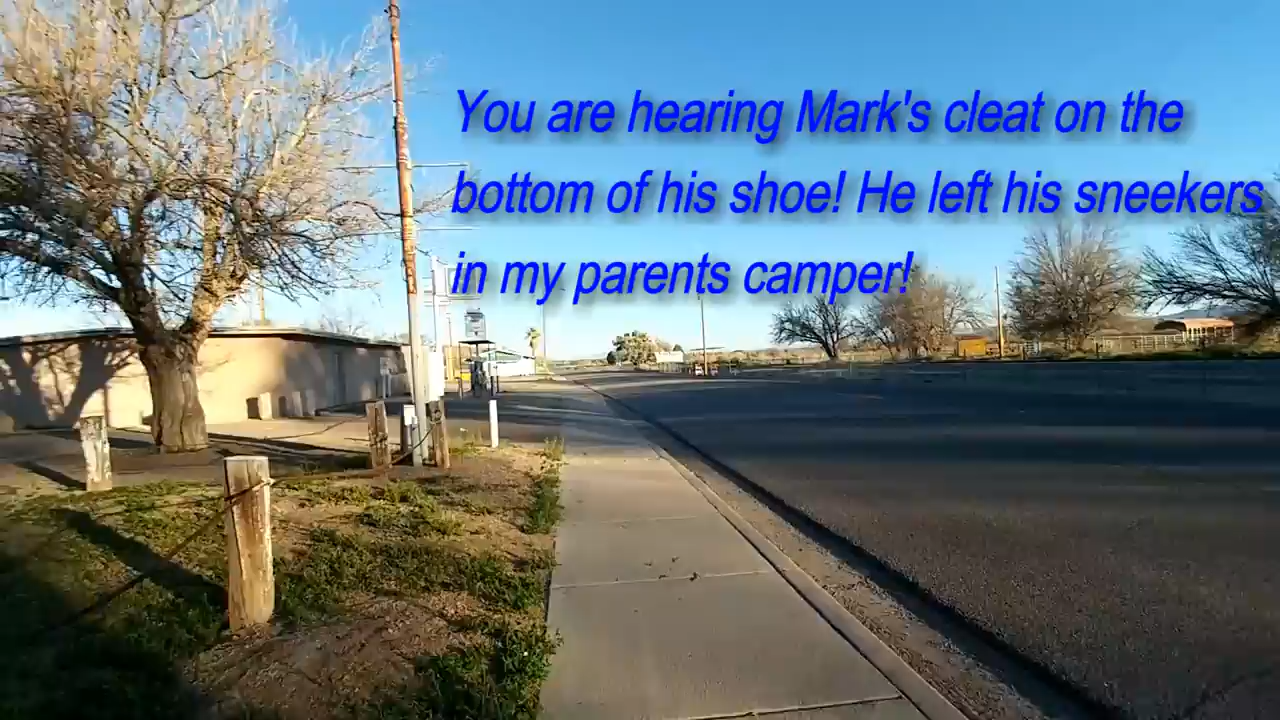 You are hearing Mark's cleat on the
bottom of his shoe! He left his sneekers
in my parents camper!